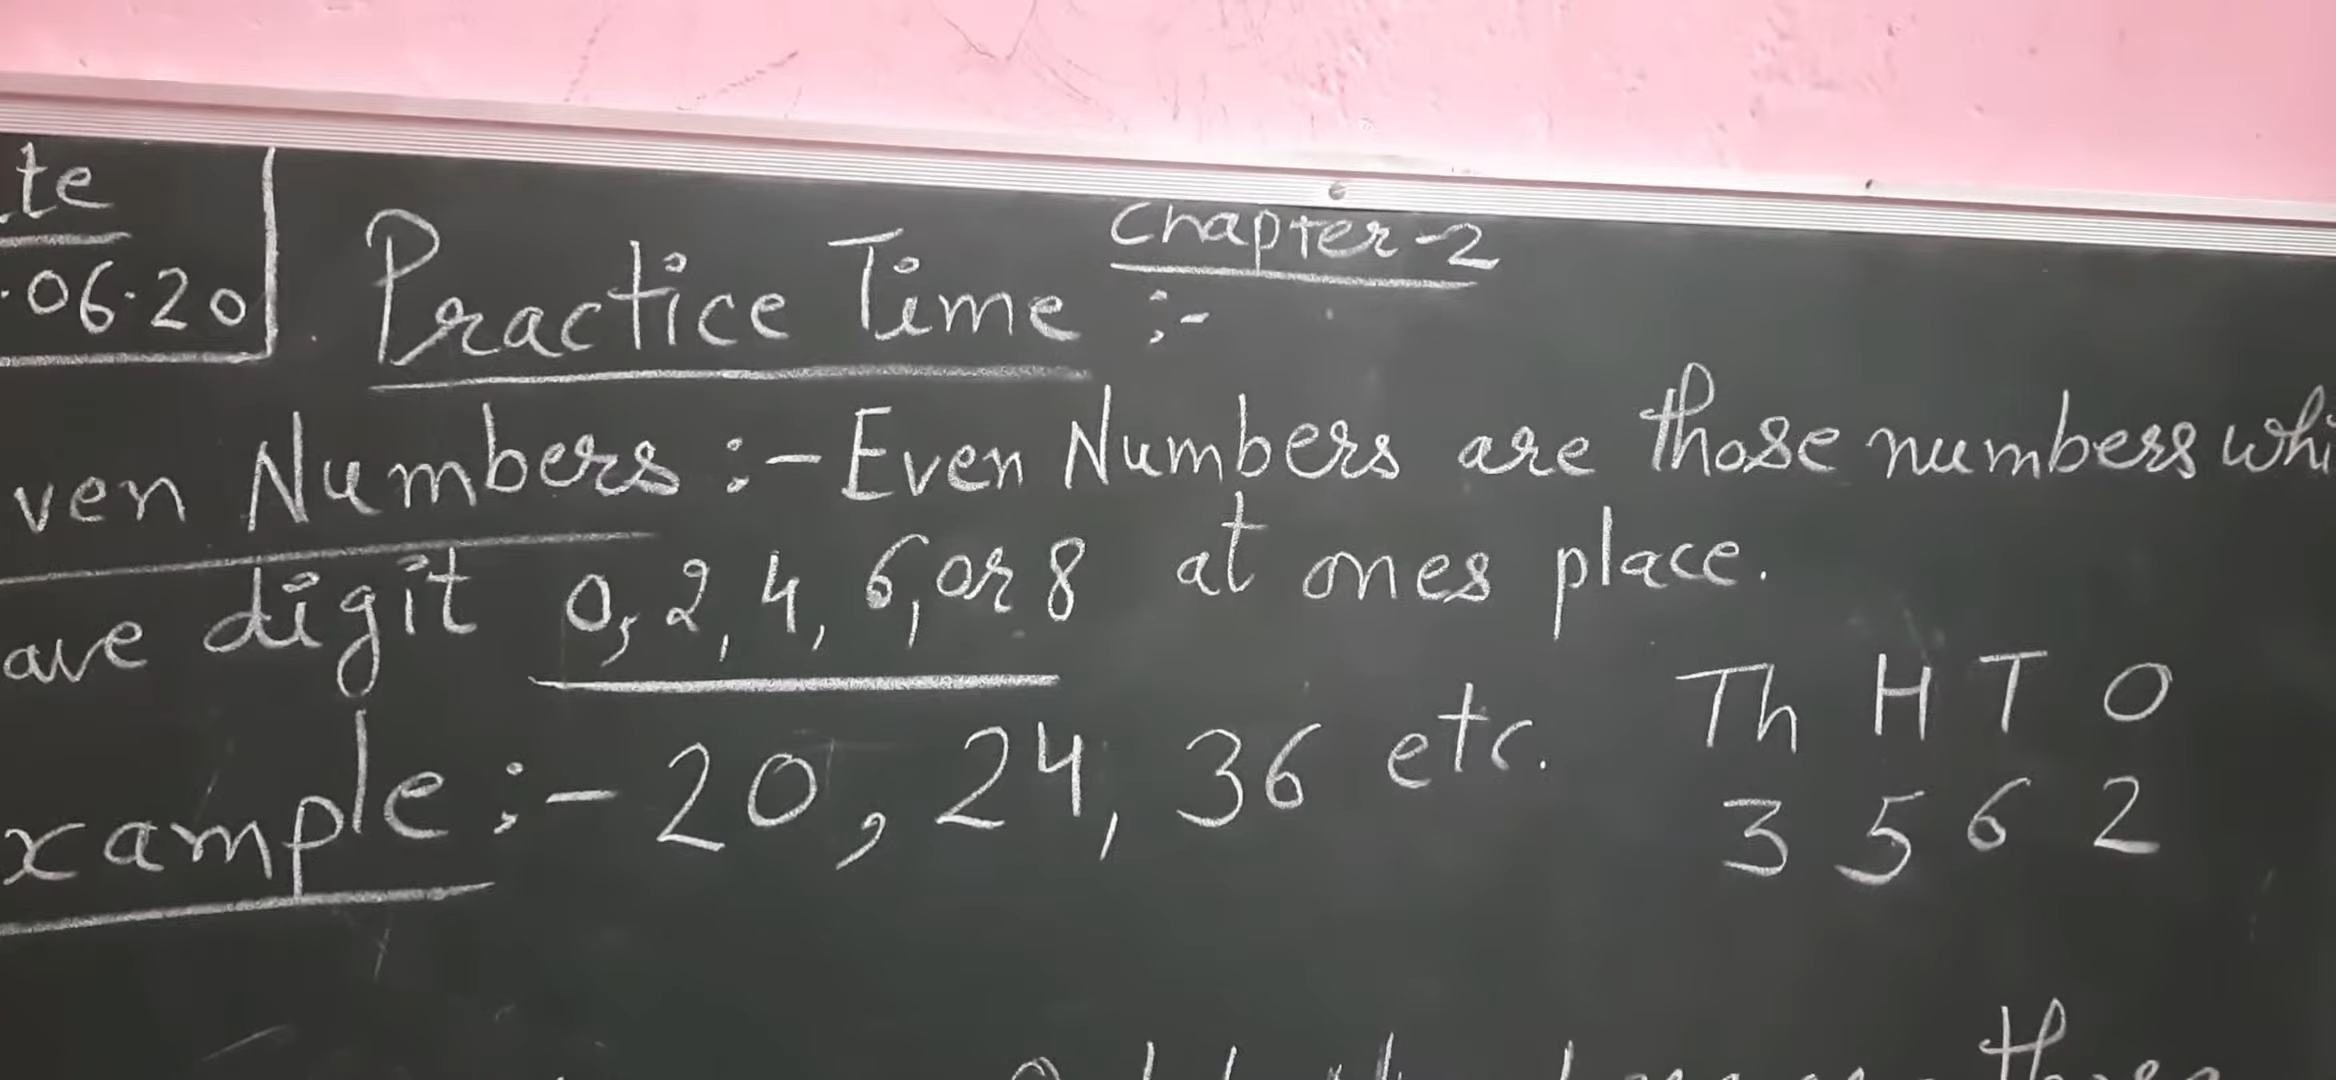 te
Chapter-2
.06.20
Practice Time :-
ven Numbers :- Even Numbers are those numbers whi
ave digit 0, 2, 4, 6, or 8 at ones place.
Th H T O
xample :- 20, 24, 36 etc.
3 5 6 2